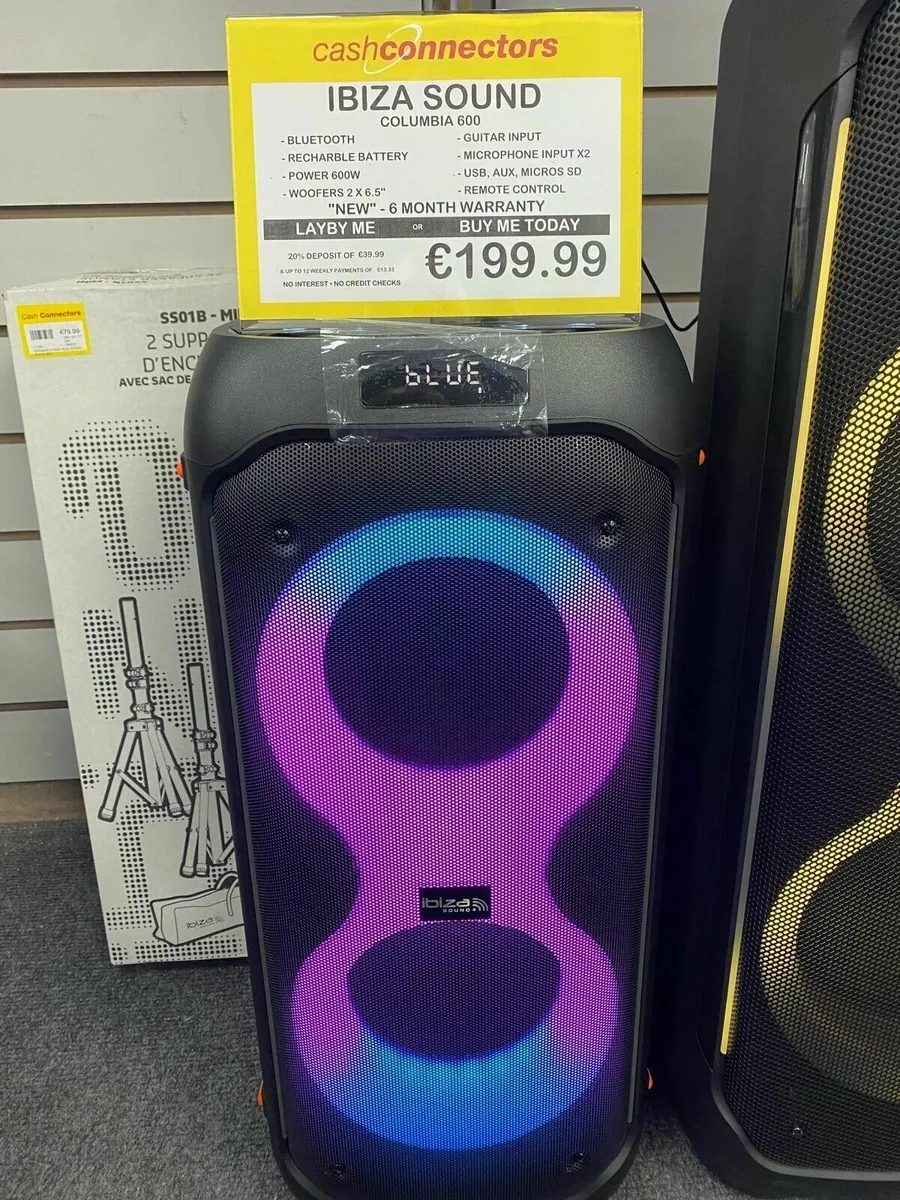 cashconnectors
IBIZA SOUND
COLUMBIA 600
- BLUETOOTH
- RECHARBLE BATTERY
- POWER 600W
- WOOFERS 2 X 6.5"
- GUITAR INPUT
- MICROPHONE INPUT X2
- USB, AUX, MICROS SD
- REMOTE CONTROL
"NEW" - 6 MONTH WARRANTY
LAYBY ME OR BUY ME TODAY
20% DEPOSIT OF €39.99
& UP TO 12 WEEKLY PAYMENTS OF €13.33
NO INTEREST • NO CREDIT CHECKS
€199.99
bLUE
ibiza
SOUND
Cash Connectors
€79.99
SS01B - MI
2 SUPP
D'ENC
AVEC SAC DE
ibiza